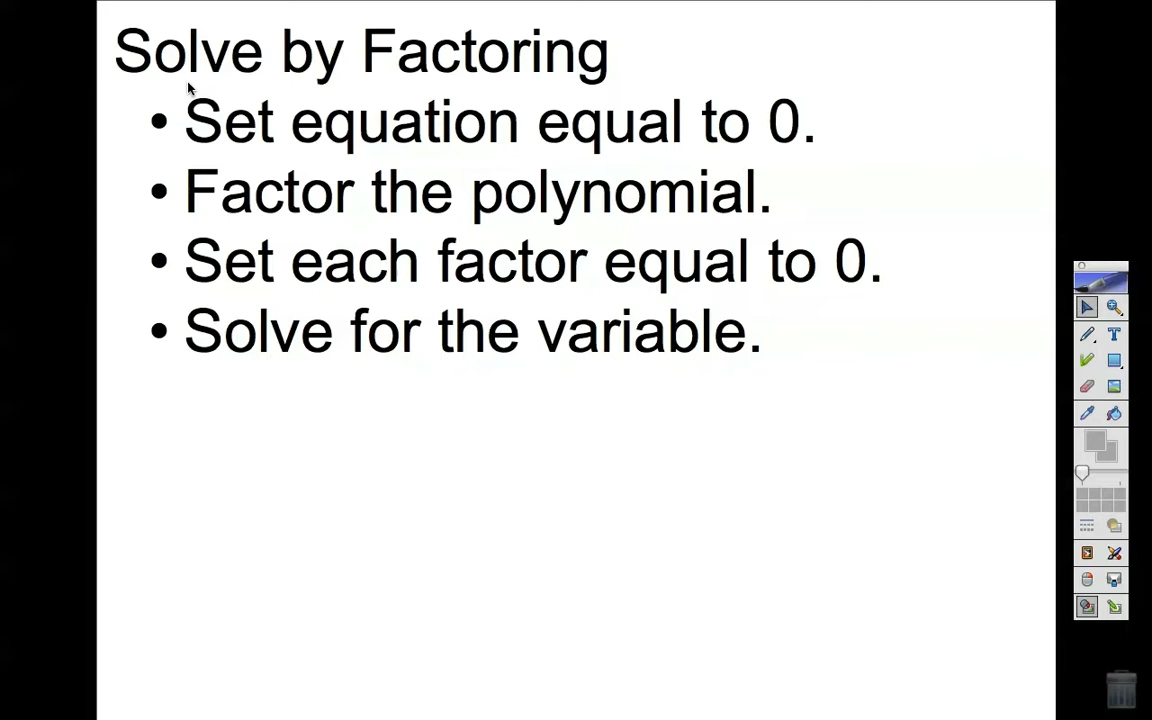 Solve by Factoring
• Set equation equal to 0.
• Factor the polynomial.
• Set each factor equal to 0.
• Solve for the variable.